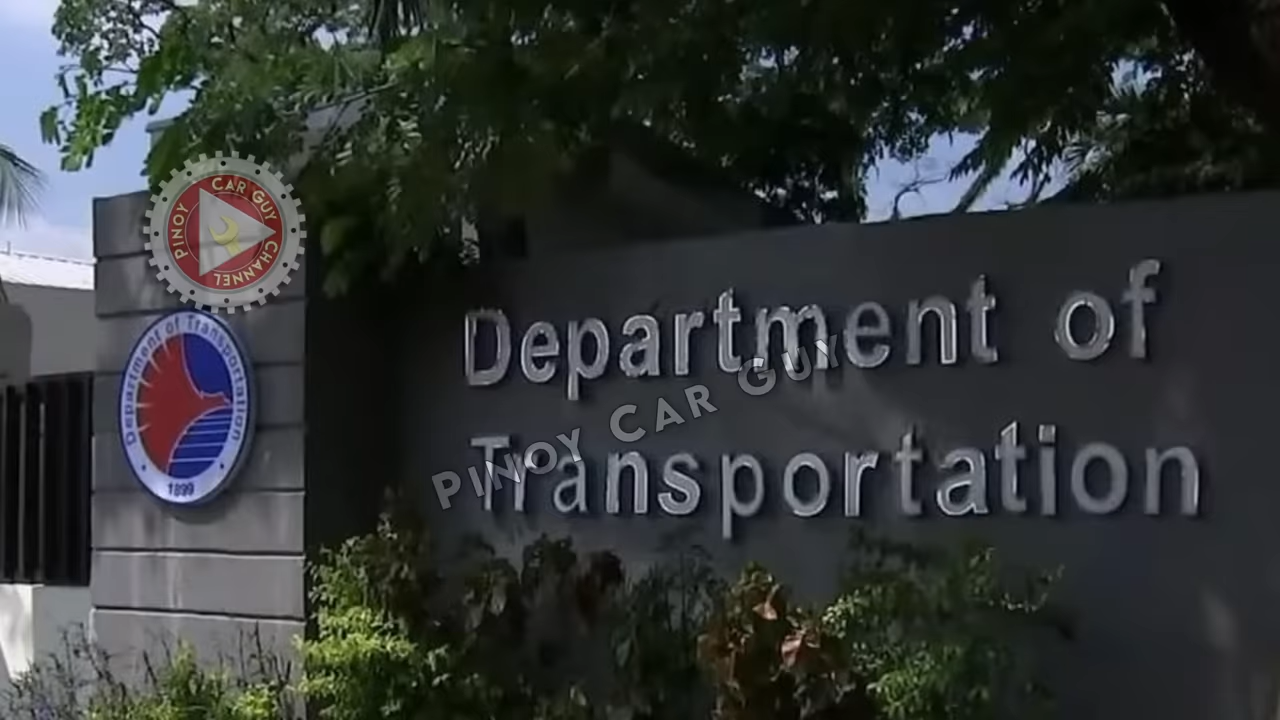 PINOY CAR GUY CHANNEL
Department of Transportation
1899
Department of
Transportation
PINOY CAR GUY